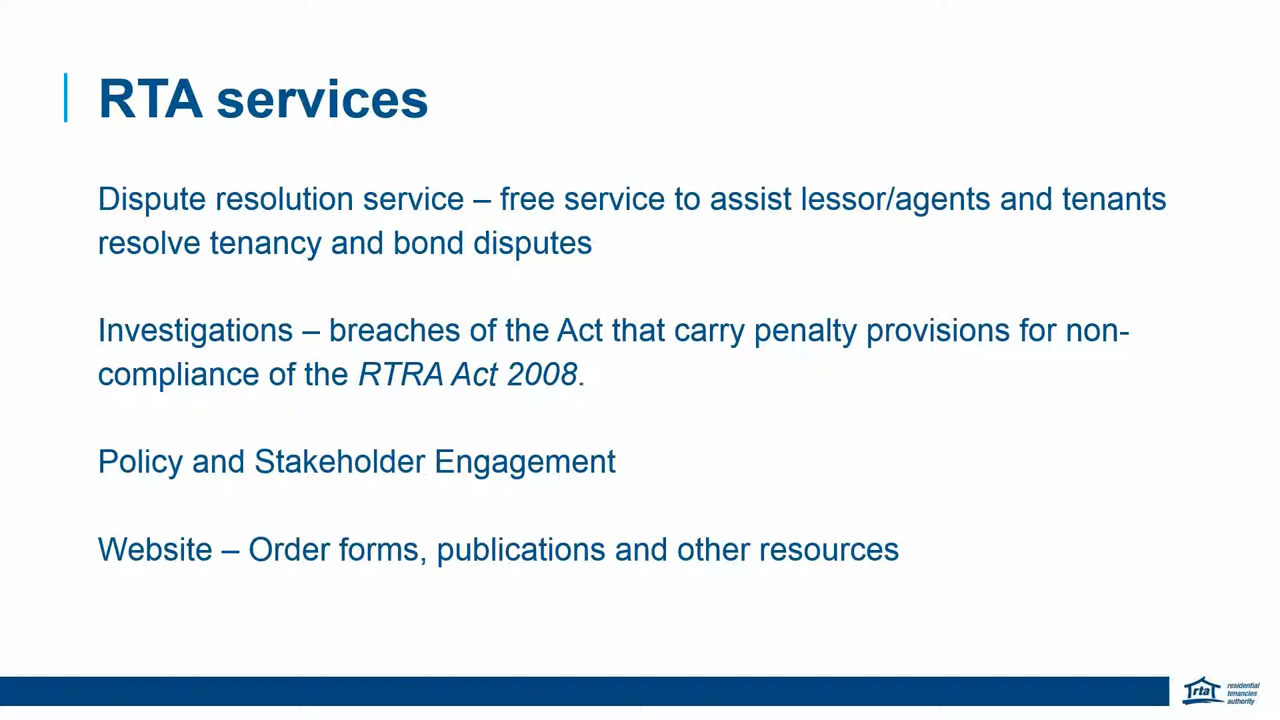 RTA services
Dispute resolution service – free service to assist lessor/agents and tenants
resolve tenancy and bond disputes
Investigations – breaches of the Act that carry penalty provisions for non-
compliance of the RTRA Act 2008.
Policy and Stakeholder Engagement
Website – Order forms, publications and other resources
rta
residential
tenancies
authority